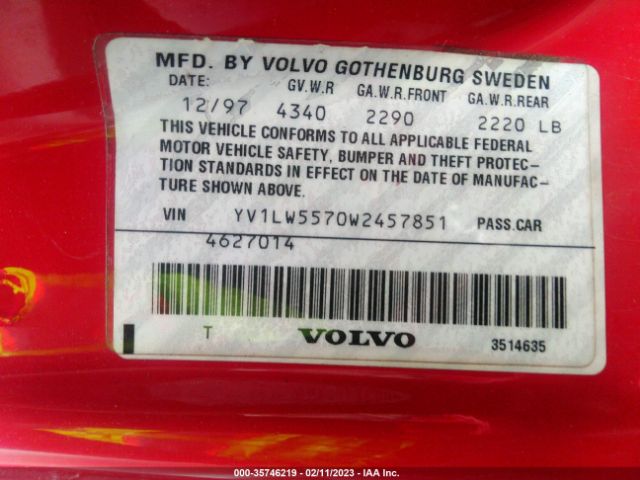 MFD. BY VOLVO GOTHENBURG SWEDEN
DATE: GV.W.R GA.W.R.FRONT GA.W.R.REAR
12/97 4340 2290 2220 LB
THIS VEHICLE CONFORMS TO ALL APPLICABLE FEDERAL
MOTOR VEHICLE SAFETY, BUMPER AND THEFT PROTEC-
TION STANDARDS IN EFFECT ON THE DATE OF MANUFAC-
TURE SHOWN ABOVE.
VIN YV1LW5570W2457851 PASS.CAR
4627014
T VOLVO 3514635
000-35746219 - 02/11/2023 - IAA Inc.